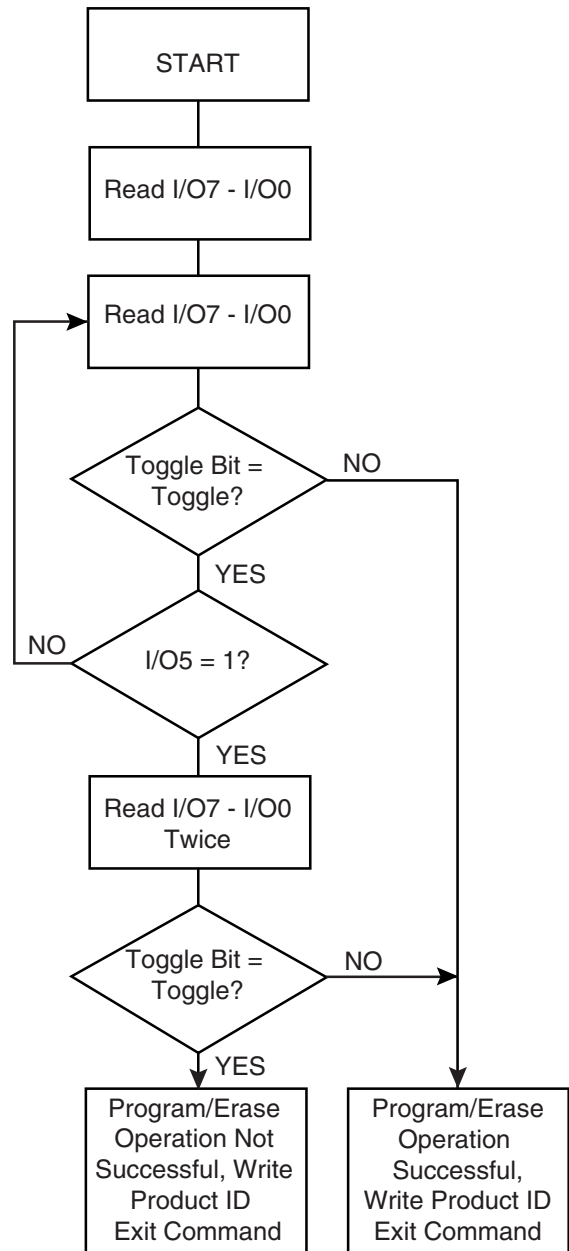 START
Read I/O7 - I/O0
Read I/O7 - I/O0
Toggle Bit =
Toggle?
NO
YES
NO
I/O5 = 1?
YES
Read I/O7 - I/O0
Twice
Toggle Bit =
Toggle?
NO
YES
Program/Erase
Operation Not
Successful, Write
Product ID
Exit Command
Program/Erase
Operation
Successful,
Write Product ID
Exit Command